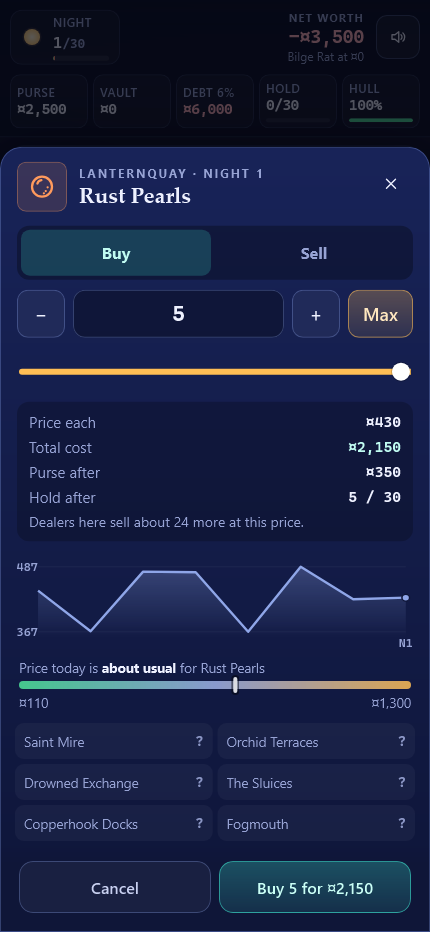 NIGHT
1/30
NET WORTH
−¤3,500
Bilge Rat at ¤0
PURSE
¤2,500
VAULT
¤0
DEBT 6%
¤6,000
HOLD
0/30
HULL
100%
LANTERNQUAY · NIGHT 1
Rust Pearls
Buy
Sell
−
5
+
Max
Price each ¤430
Total cost ¤2,150
Purse after ¤350
Hold after 5 / 30
Dealers here sell about 24 more at this price.
487
367
N1
Price today is about usual for Rust Pearls
¤110 ¤1,300
Saint Mire ?
Orchid Terraces ?
Drowned Exchange ?
The Sluices ?
Copperhook Docks ?
Fogmouth ?
Cancel
Buy 5 for ¤2,150